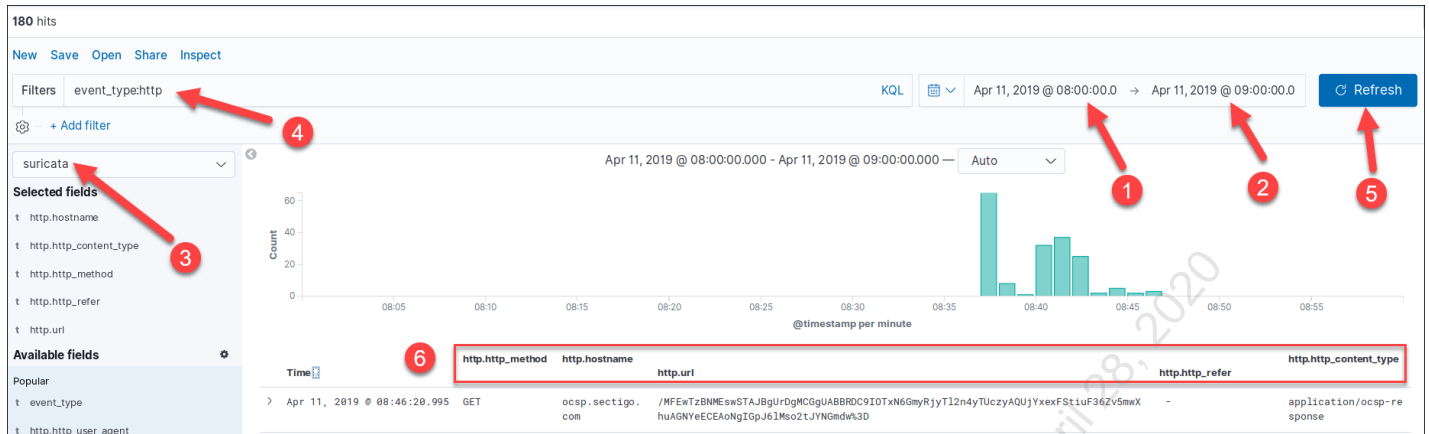 180 hits
New Save Open Share Inspect
Filters event_type:http KQL Apr 11, 2019 @ 08:00:00.0 → Apr 11, 2019 @ 09:00:00.0 Refresh
+ Add filter
4
suricata
Apr 11, 2019 @ 08:00:00.000 - Apr 11, 2019 @ 09:00:00.000 — Auto
1
2
5
Selected fields
t http.hostname
t http.http_content_type
3
t http.http_method
t http.http_refer
t http.url
Count
60
40
20
0
08:05 08:10 08:15 08:20 08:25 08:30 08:35 08:40 08:45 08:50 08:55
@timestamp per minute
Available fields
Popular
t event_type
t http.http_user_agent
6
Time http.http_method http.hostname http.url http.http_refer http.http_content_type
> Apr 11, 2019 @ 08:46:20.995 GET ocsp.sectigo. /MFEwTzBNMEswSTAJBgUrDgMCGgUABBRDC9IOTxN6GmyRjyTl2n4yTUczyAQUjYxexFStiuF36Zv5mwX - application/ocsp-re
com huAGNYeECEAoNgIGpJ6lMso2tJYNGmdw%3D sponse
ril 28, 2020